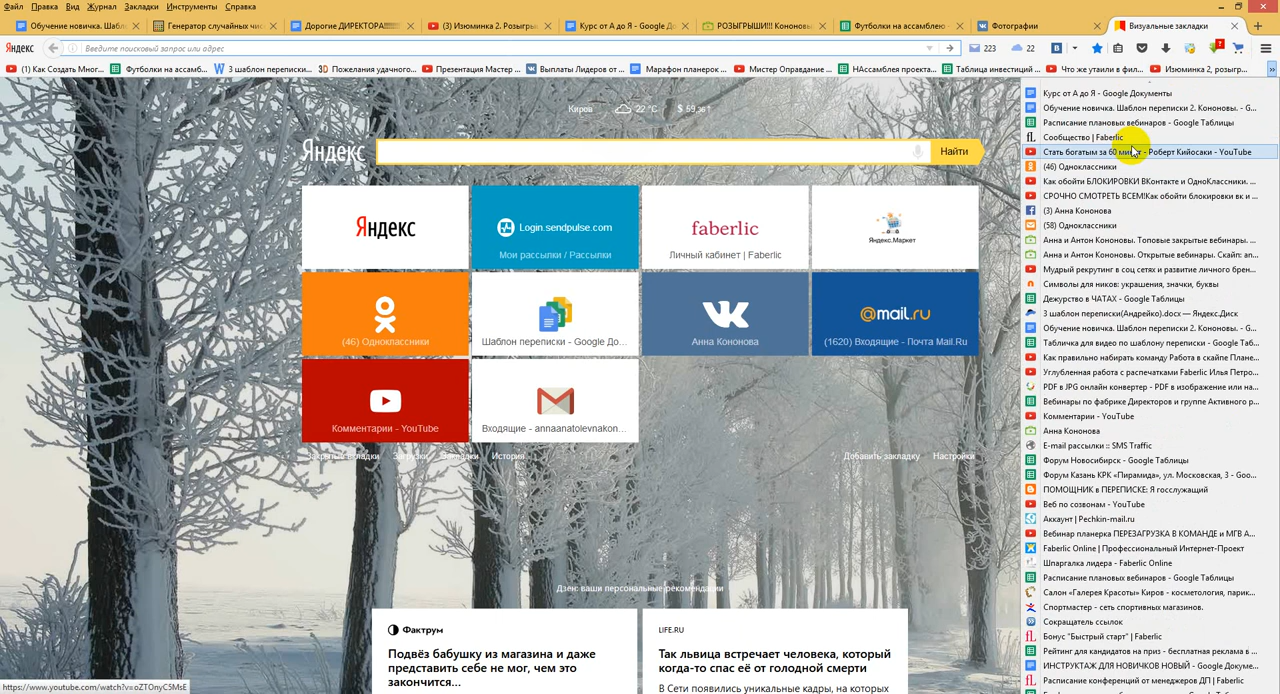 Файл Правка Вид Журнал Закладки Инструменты Справка
Обучение новичка. Шабл Генератор случайных чис Дорогие ДИРЕКТОРА!!!!!!!!! (3) Изюминка 2. Розыгрыш Курс от А до Я - Google Д РОЗЫГРЫШ!!! Кононовы. Футболки на ассамблею - Фотографии Визуальные закладки
Яндекс Введите поисковый запрос или адрес 223 22 7
(1) Как Создать Мног... Футболки на ассамб... 3 шаблон переписки... Пожелания удачного... Презентация Мастер ... Выплаты Лидеров от ... Марафон планерок ... Мистер Оправдание ... НАссамблея проекта... Таблица инвестиций ... Что же утаили в фил... Изюминка 2, розыгр...
Киров 22 °C $ 59,36 ↑
Яндекс Найти
Яндекс
Login.sendpulse.com
Мои рассылки / Рассылки
faberlic
Личный кабинет | Faberlic
Яндекс.Маркет
(46) Одноклассники
Шаблон переписки - Google До...
Анна Кононова
@mail.ru
(1620) Входящие - Почта Mail.Ru
Комментарии - YouTube
Входящие - annaanatolevnakon...
Закрыть вкладки Загрузки Закладки История Добавить закладку Настройки
Дзен: ваши персональные рекомендации
Фактрум
Подвёз бабушку из магазина и даже
представить себе не мог, чем это
закончится...
LIFE.RU
Так львица встречает человека, который
когда-то спас её от голодной смерти
В Сети появились уникальные кадры, на которых
Курс от А до Я - Google Документы
Обучение новичка. Шаблон переписки 2. Кононовы. - G...
Расписание плановых вебинаров - Google Таблицы
Сообщество | Faberlic
Стать богатым за 60 минут - Роберт Кийосаки - YouTube
(46) Одноклассники
Как обойти БЛОКИРОВКИ ВКонтакте и ОдноКлассники. ...
СРОЧНО СМОТРЕТЬ ВСЕМ!Как обойти блокировки вк и ...
(3) Анна Кононова
(58) Одноклассники
Анна и Антон Кононовы. Топовые закрытые вебинары. ...
Анна и Антон Кононовы. Открытые вебинары. Скайп: an...
Мудрый рекрутинг в соц сетях и развитие личного брен...
Символы для ников: украшения, значки, буквы
Дежурство в ЧАТАХ - Google Таблицы
3 шаблон переписки(Андрейко).docx — Яндекс.Диск
Обучение новичка. Шаблон переписки 2. Кононовы. - G...
Табличка для видео по шаблону переписки - Google Таб...
Как правильно набирать команду Работа в скайпе Плане...
Углубленная работа с распечатками Faberlic Илья Петро...
PDF в JPG онлайн конвертер - PDF в изображение или на...
Вебинары по фабрике Директоров и группе Активного р...
Комментарии - YouTube
Анна Кононова
E-mail рассылки :: SMS Traffic
Форум Новосибирск - Google Таблицы
Форум Казань КРК «Пирамида», ул. Московская, 3 - Goo...
ПОМОЩНИК в ПЕРЕПИСКЕ: Я госслужащий
Веб по созвонам - YouTube
Аккаунт | Pechkin-mail.ru
Вебинар планерка ПЕРЕЗАГРУЗКА В КОМАНДЕ и МГВ А...
Faberlic Online | Профессиональный Интернет-Проект
Шпаргалка лидера - Faberlic Online
Расписание плановых вебинаров - Google Таблицы
Салон «Галерея Красоты» Киров - косметология, парик...
Спортмастер - сеть спортивных магазинов.
Сокращатель ссылок
Бонус "Быстрый старт" | Faberlic
Рейтинг для кандидатов на приз - бесплатная реклама в ...
ИНСТРУКТАЖ ДЛЯ НОВИЧКОВ НОВЫЙ - Google Докуме...
Расписание конференций от менеджеров ДП | Faberlic
https://www.youtube.com/watch?v=oZTOnyC5MsE